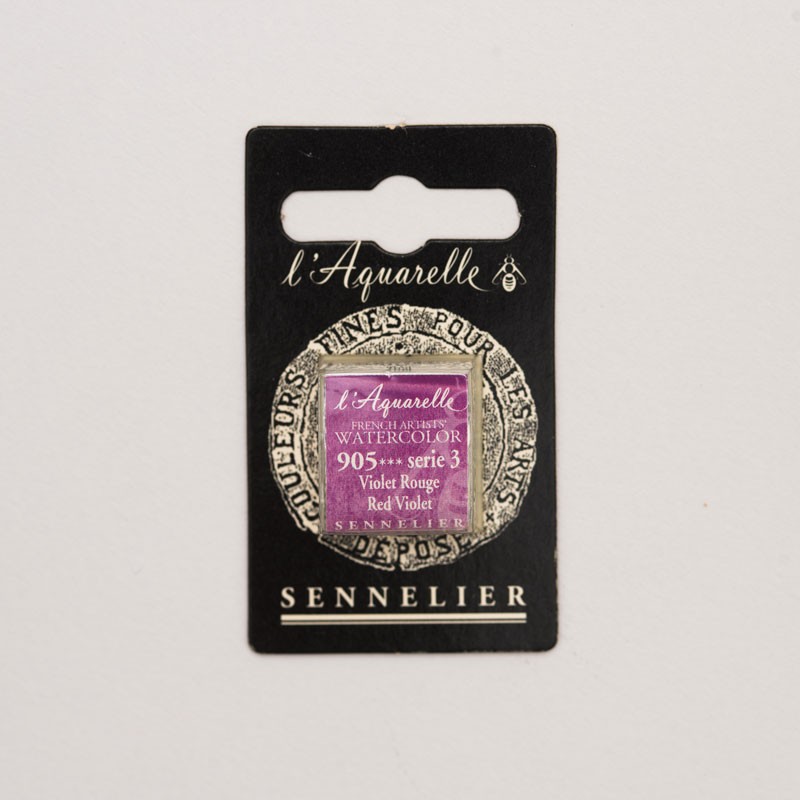 l'Aquarelle
COULEURS FINES POUR LES ARTS
DÉPOSÉ
l'Aquarelle
FRENCH ARTISTS'
WATERCOLOR
905*** serie 3
Violet Rouge
Red Violet
SENNELIER
SENNELIER